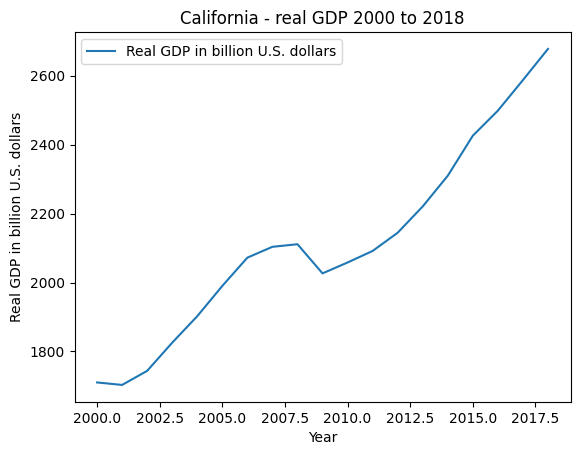 California - real GDP 2000 to 2018
Real GDP in billion U.S. dollars
Real GDP in billion U.S. dollars
2600
2400
2200
2000
1800
2000.0 2002.5 2005.0 2007.5 2010.0 2012.5 2015.0 2017.5
Year